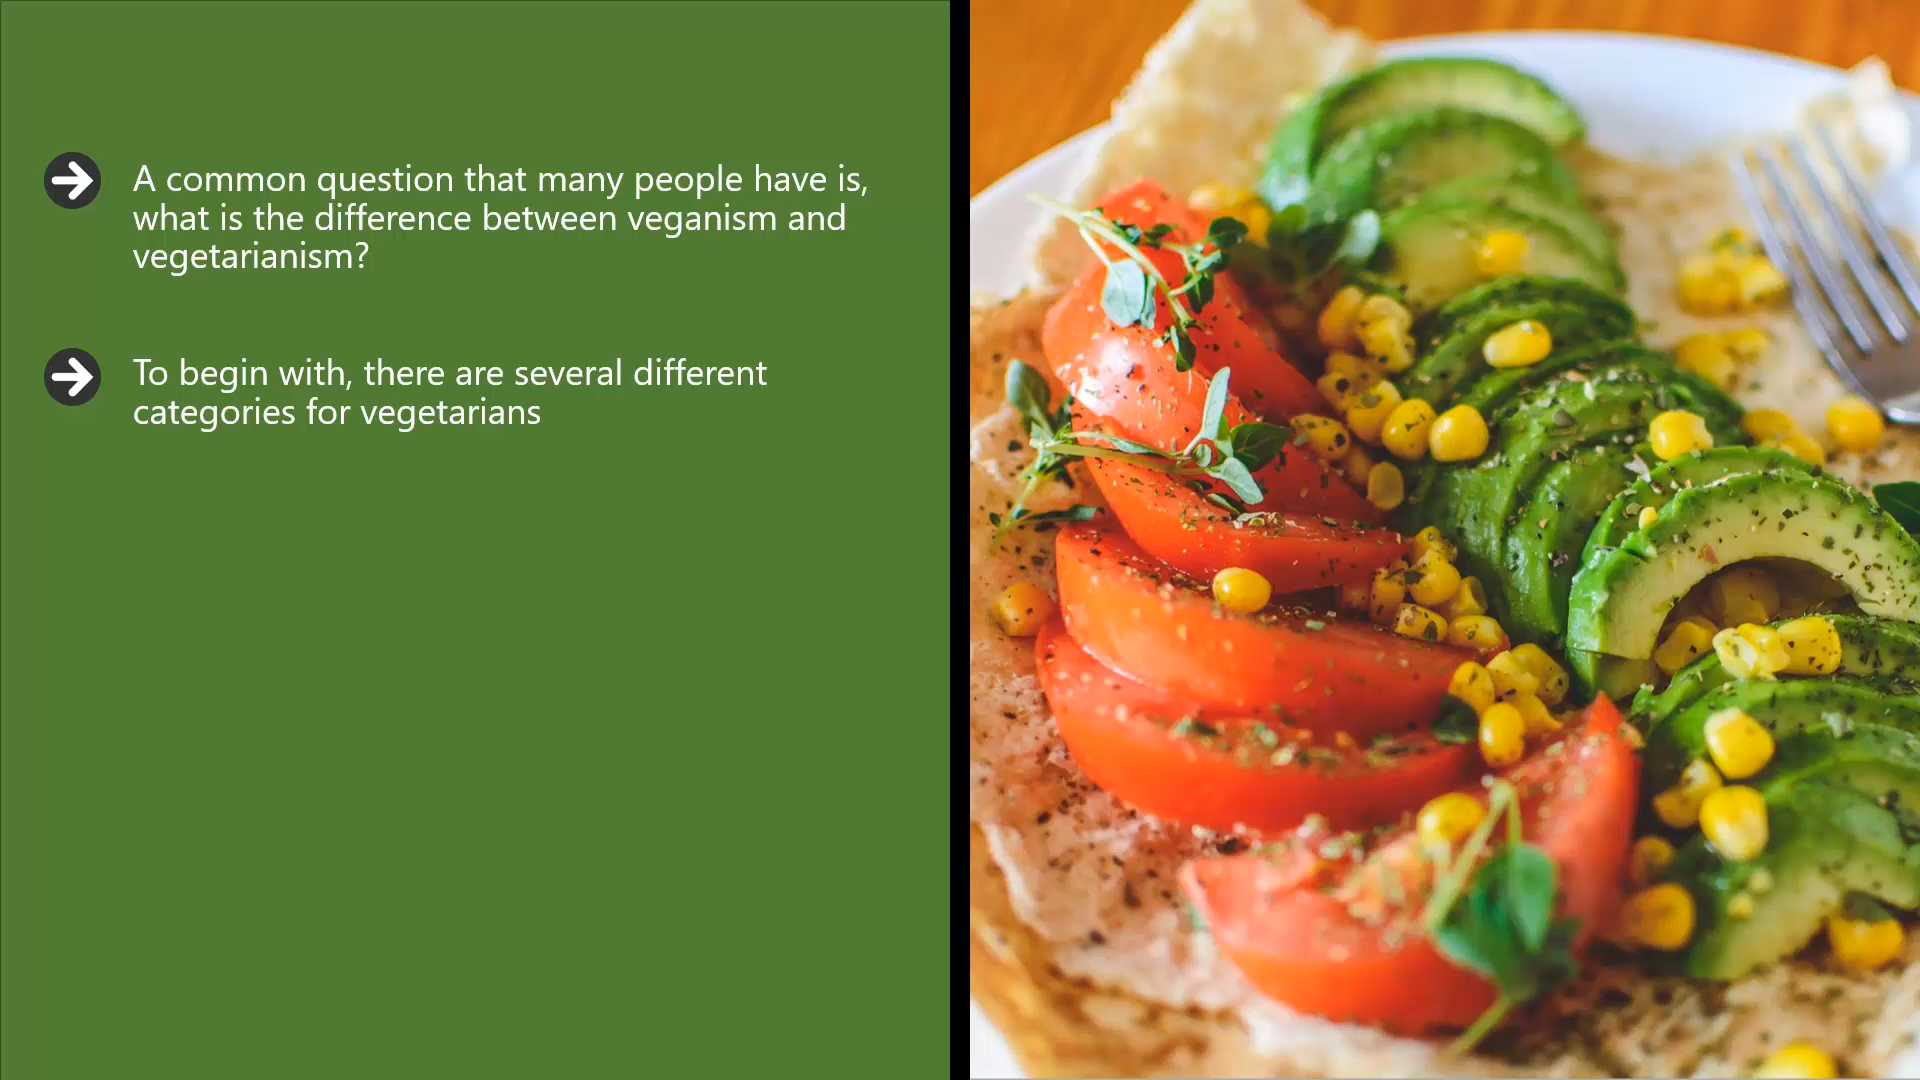 A common question that many people have is,
what is the difference between veganism and
vegetarianism?
To begin with, there are several different
categories for vegetarians